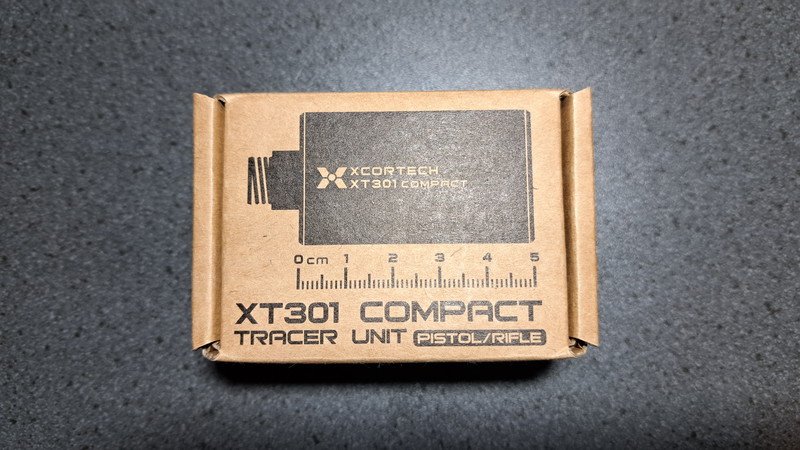 XCORTECH
XT301 COMPACT
0 cm 1 2 3 4 5
XT301 COMPACT
TRACER UNIT PISTOL/RIFLE